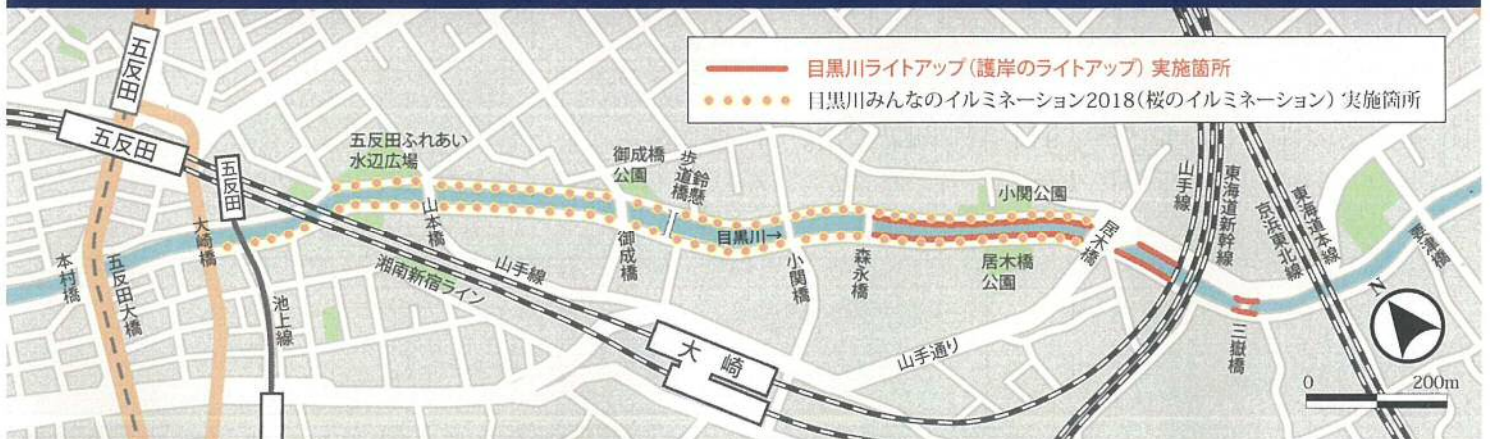 目黒川ライトアップ(護岸のライトアップ) 実施箇所
目黒川みんなのイルミネーション2018(桜のイルミネーション) 実施箇所
五反田
五反田
五反田
五反田ふれあい
水辺広場
御成橋
公園
鈴懸
歩道橋
小関公園
山手線
東海道新幹線
京浜東北線
東海道本線
要津橋
本村橋
五反田大橋
大崎橋
山本橋
御成橋
目黒川→
小関橋
森永橋
居木橋
公園
居木橋
池上線
湘南新宿ライン
山手線
大崎
山手通り
三嶽橋
N
0 200m